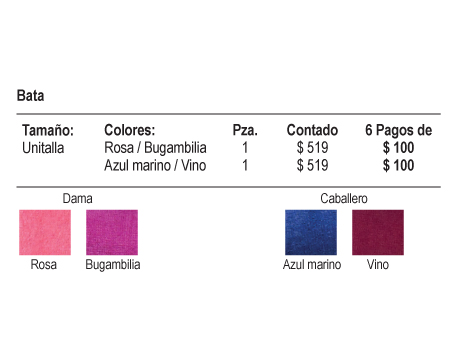 Bata
Tamaño: Colores: Pza. Contado 6 Pagos de
Unitalla Rosa / Bugambilia 1 $ 519 $ 100
Azul marino / Vino 1 $ 519 $ 100
Dama Caballero
Rosa Bugambilia Azul marino Vino